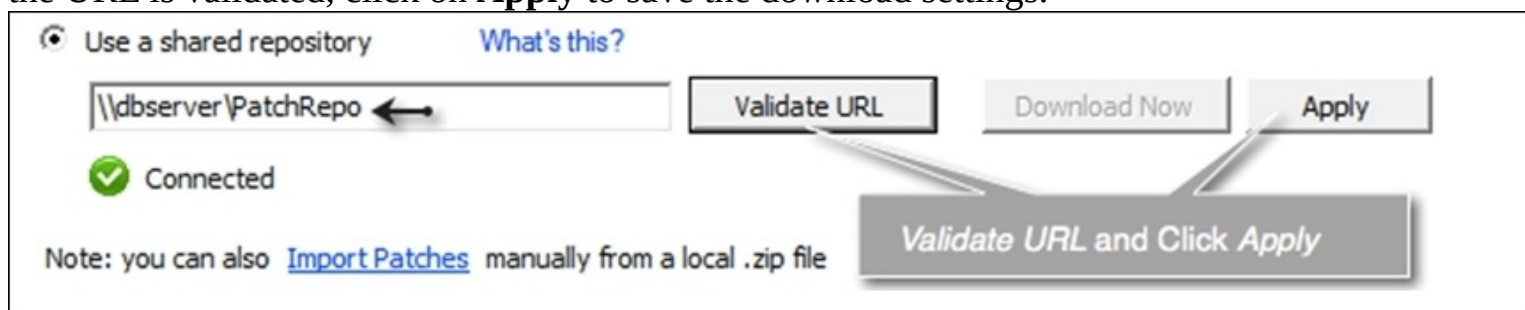 the URL is validated, click on Apply to save the download settings.
Use a shared repository What's this?
\\dbserver\PatchRepo Validate URL Download Now Apply
Connected
Validate URL and Click Apply
Note: you can also Import Patches manually from a local .zip file